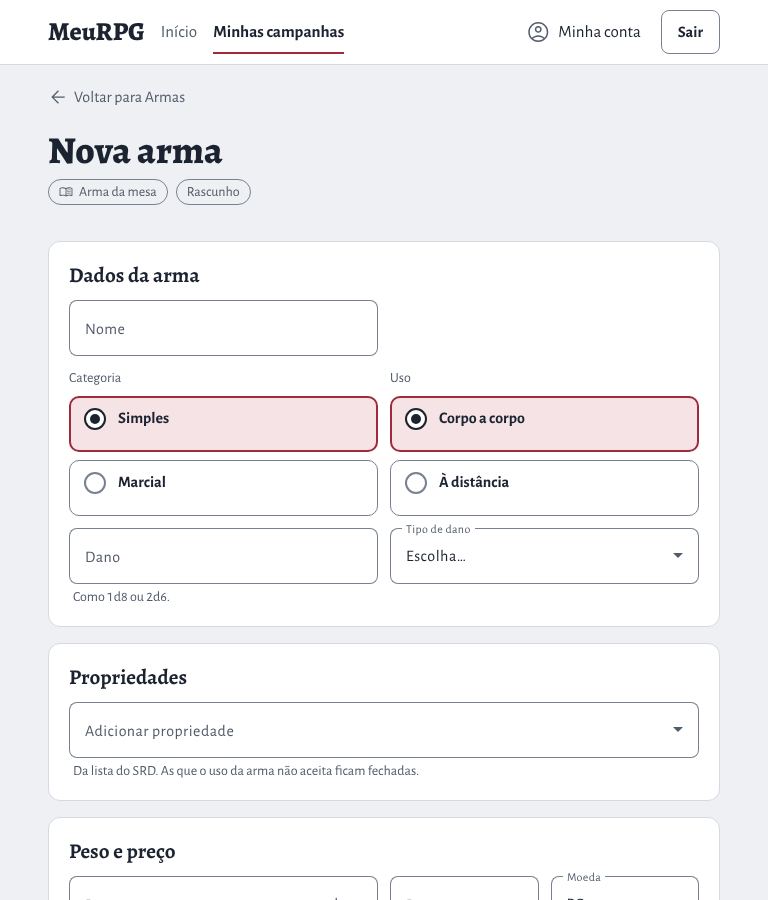 MeuRPG Início Minhas campanhas Minha conta Sair
Voltar para Armas
Nova arma
Arma da mesa Rascunho
Dados da arma
Nome
Categoria Uso
Simples Corpo a corpo
Marcial À distância
Tipo de dano
Dano Escolha…
Como 1d8 ou 2d6.
Propriedades
Adicionar propriedade
Da lista do SRD. As que o uso da arma não aceita ficam fechadas.
Peso e preço
Moeda